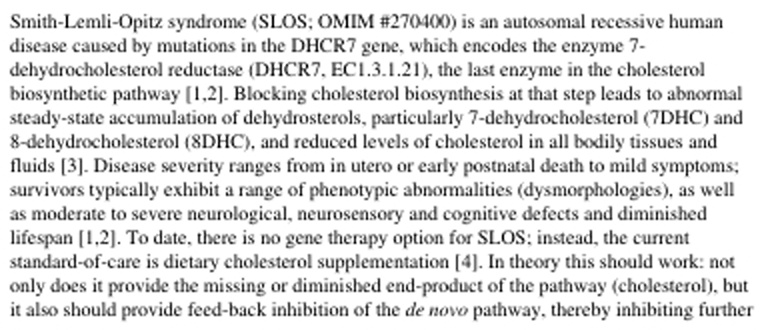 Smith-Lemli-Opitz syndrome (SLOS; OMIM #270400) is an autosomal recessive human
disease caused by mutations in the DHCR7 gene, which encodes the enzyme 7-
dehydrocholesterol reductase (DHCR7, EC1.3.1.21), the last enzyme in the cholesterol
biosynthetic pathway [1,2]. Blocking cholesterol biosynthesis at that step leads to abnormal
steady-state accumulation of dehydrosterols, particularly 7-dehydrocholesterol (7DHC) and
8-dehydrocholesterol (8DHC), and reduced levels of cholesterol in all bodily tissues and
fluids [3]. Disease severity ranges from in utero or early postnatal death to mild symptoms;
survivors typically exhibit a range of phenotypic abnormalities (dysmorphologies), as well
as moderate to severe neurological, neurosensory and cognitive defects and diminished
lifespan [1,2]. To date, there is no gene therapy option for SLOS; instead, the current
standard-of-care is dietary cholesterol supplementation [4]. In theory this should work: not
only does it provide the missing or diminished end-product of the pathway (cholesterol), but
it also should provide feed-back inhibition of the de novo pathway, thereby inhibiting further